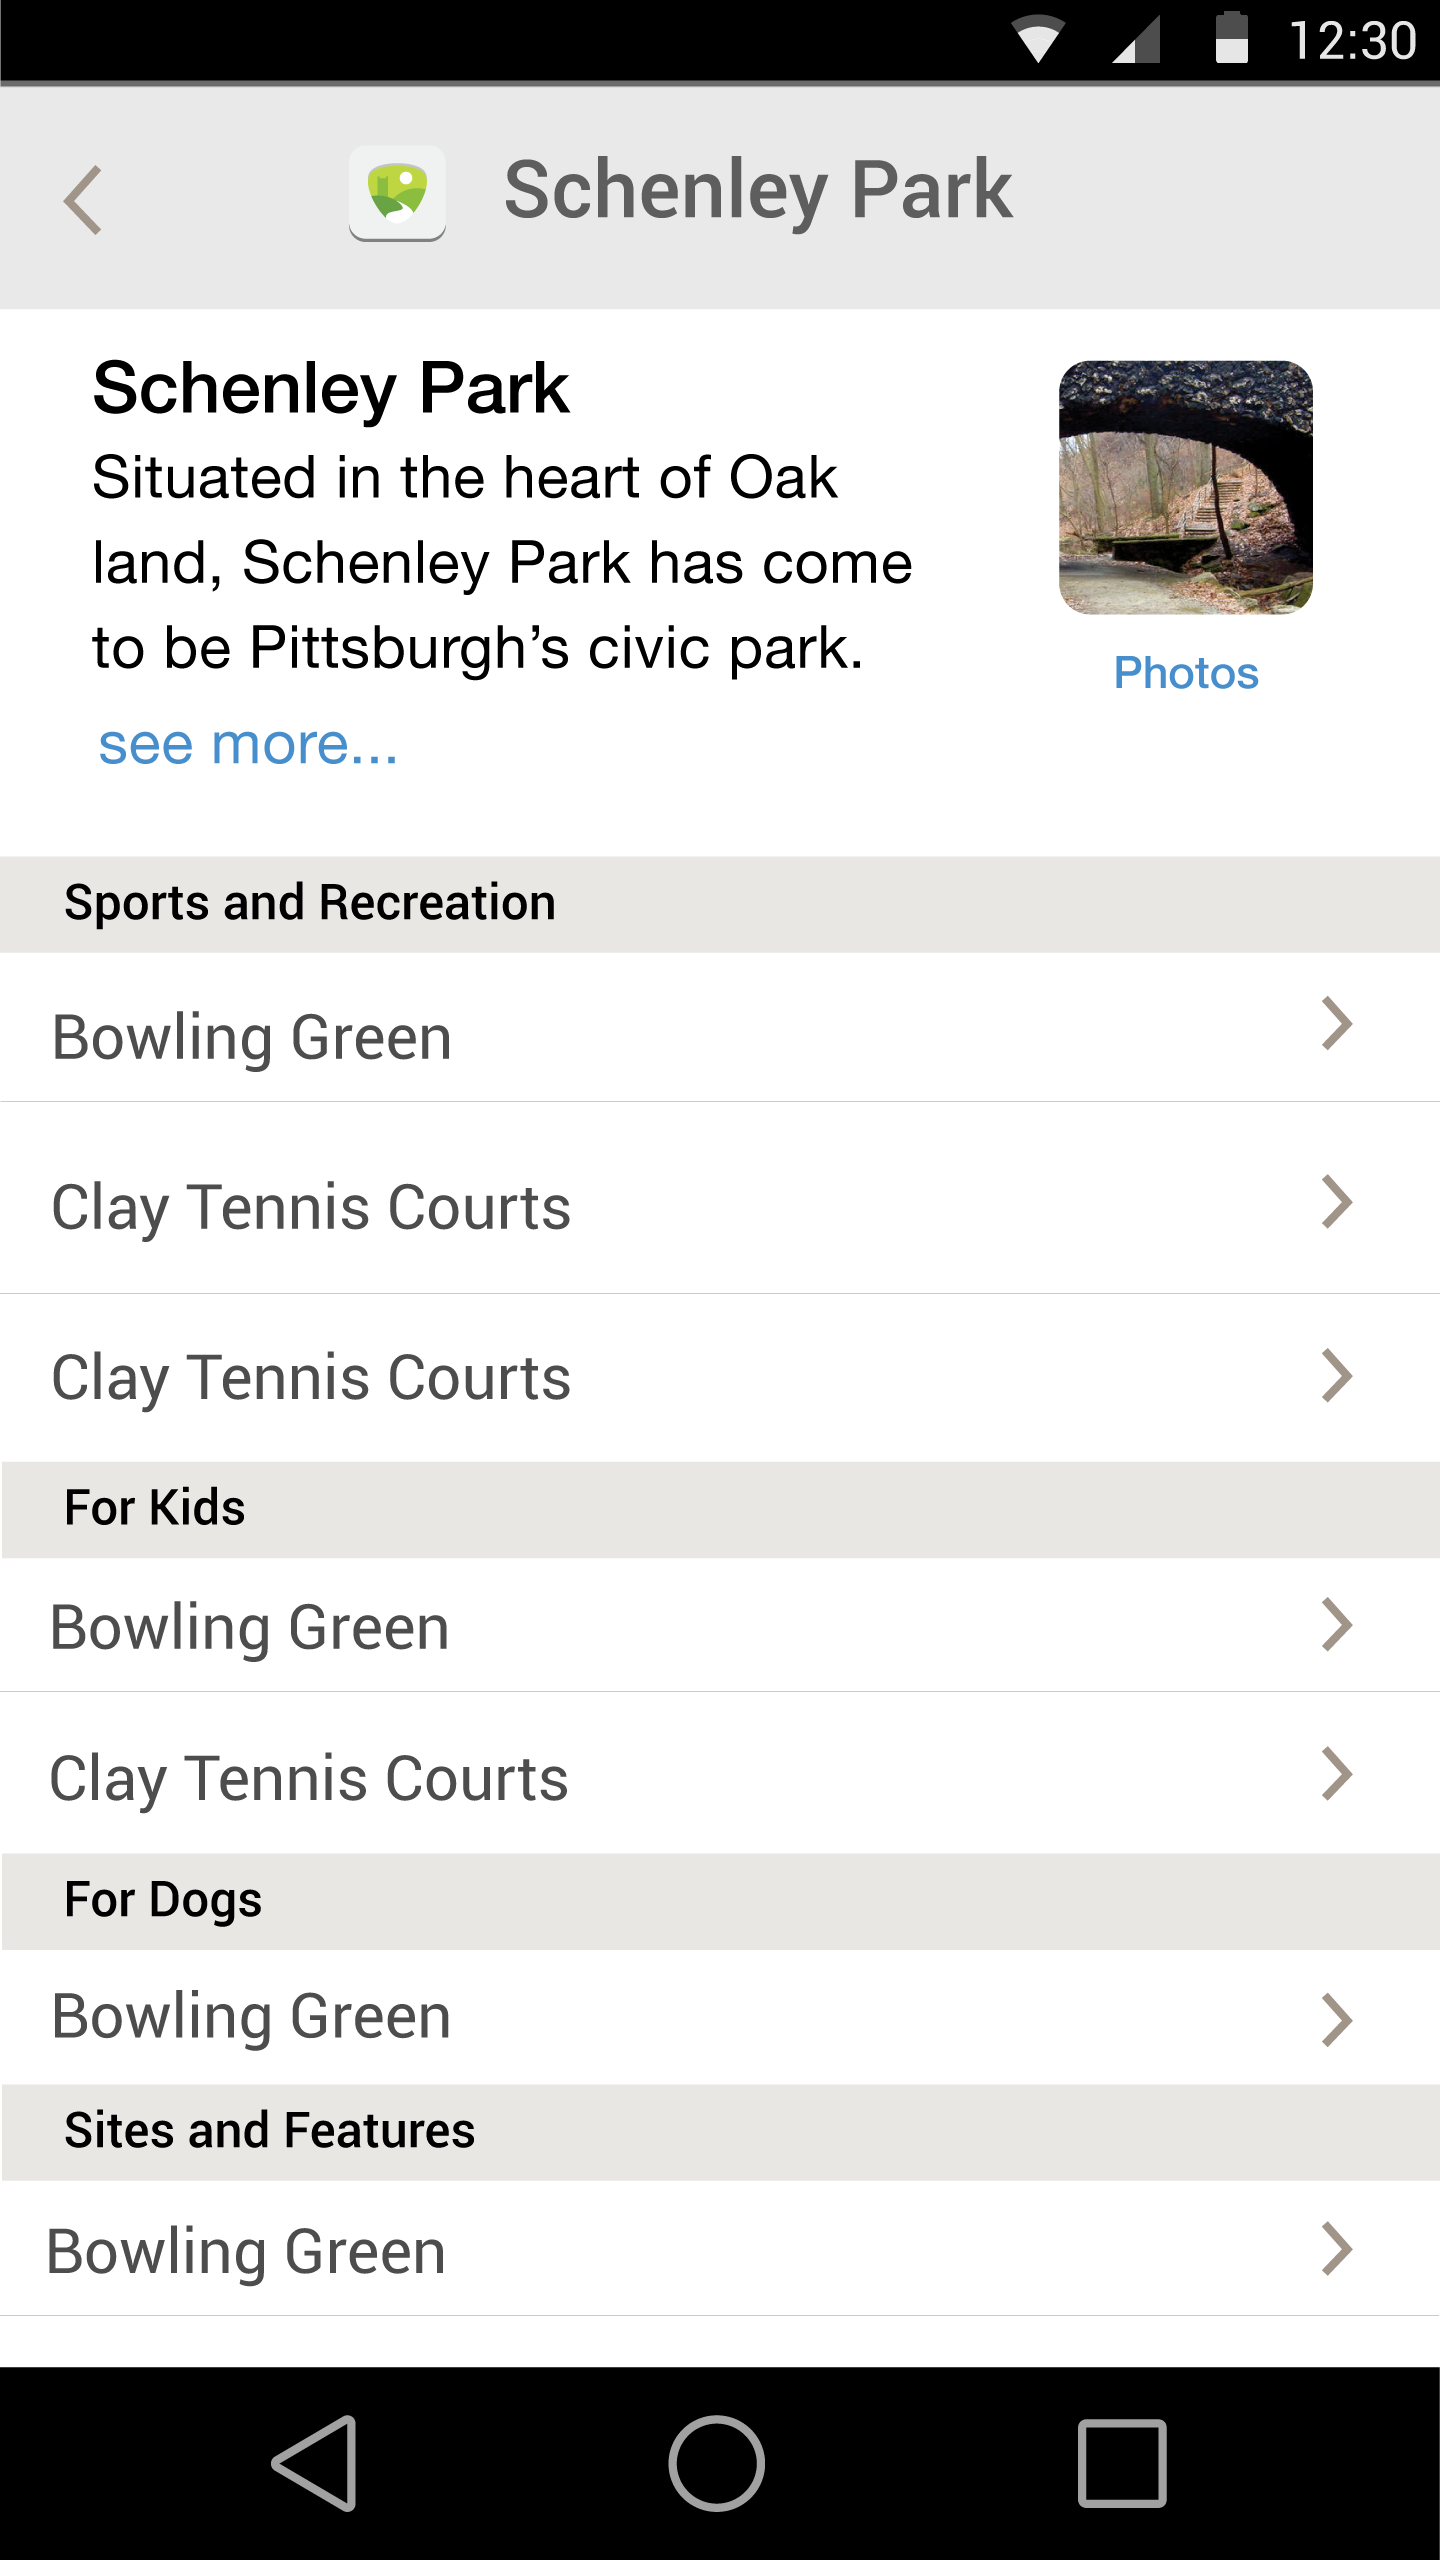 12:30
Schenley Park
Schenley Park
Situated in the heart of Oak
land, Schenley Park has come
to be Pittsburgh’s civic park.
see more...
Photos
Sports and Recreation
Bowling Green
Clay Tennis Courts
Clay Tennis Courts
For Kids
Bowling Green
Clay Tennis Courts
For Dogs
Bowling Green
Sites and Features
Bowling Green